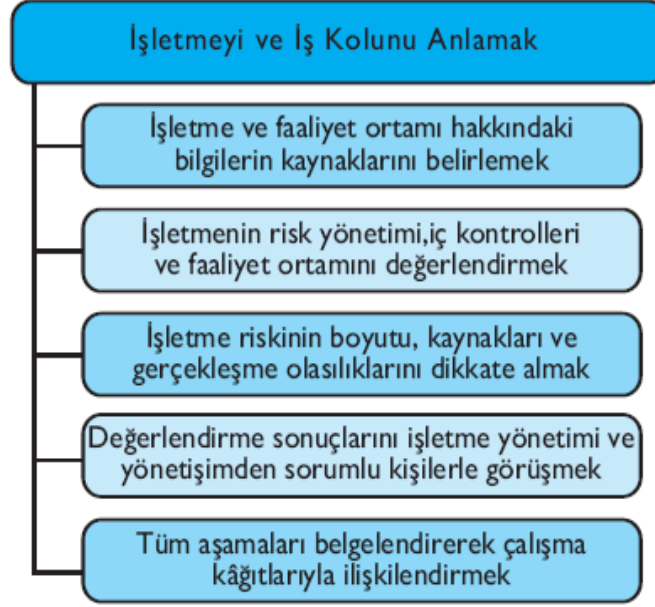 İşletmeyi ve İş Kolunu Anlamak
İşletme ve faaliyet ortamı hakkındaki
bilgilerin kaynaklarını belirlemek
İşletmenin risk yönetimi,iç kontrolleri
ve faaliyet ortamını değerlendirmek
İşletme riskinin boyutu, kaynakları ve
gerçekleşme olasılıklarını dikkate almak
Değerlendirme sonuçlarını işletme yönetimi ve
yönetişimden sorumlu kişilerle görüşmek
Tüm aşamaları belgelendirerek çalışma
kâğıtlarıyla ilişkilendirmek